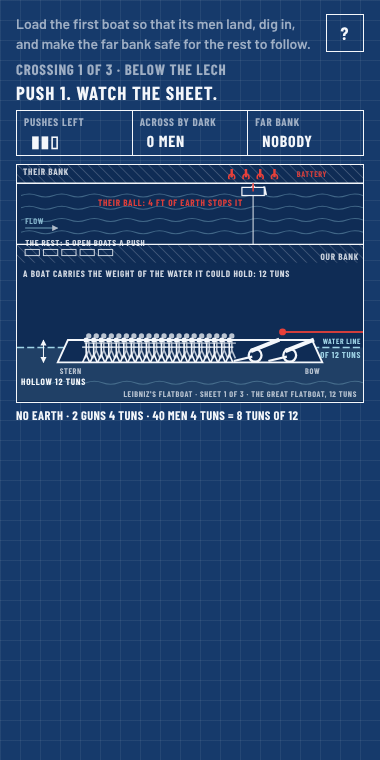 Load the first boat so that its men land, dig in,
and make the far bank safe for the rest to follow.
?
CROSSING 1 OF 3 · BELOW THE LECH
PUSH 1. WATCH THE SHEET.
PUSHES LEFT
ACROSS BY DARK
0 MEN
FAR BANK
NOBODY
THEIR BANK
BATTERY
THEIR BALL: 4 FT OF EARTH STOPS IT
FLOW
THE REST: 5 OPEN BOATS A PUSH
OUR BANK
A BOAT CARRIES THE WEIGHT OF THE WATER IT COULD HOLD: 12 TONS
WATER LINE
OF 12 TUNS
STERN
BOW
HOLLOW 12 TUNS
LEIBNIZ'S FLATBOAT · SHEET 1 OF 3 · THE GREAT FLATBOAT, 12 TUNS
NO EARTH · 2 GUNS 4 TUNS · 40 MEN 4 TUNS = 8 TUNS OF 12